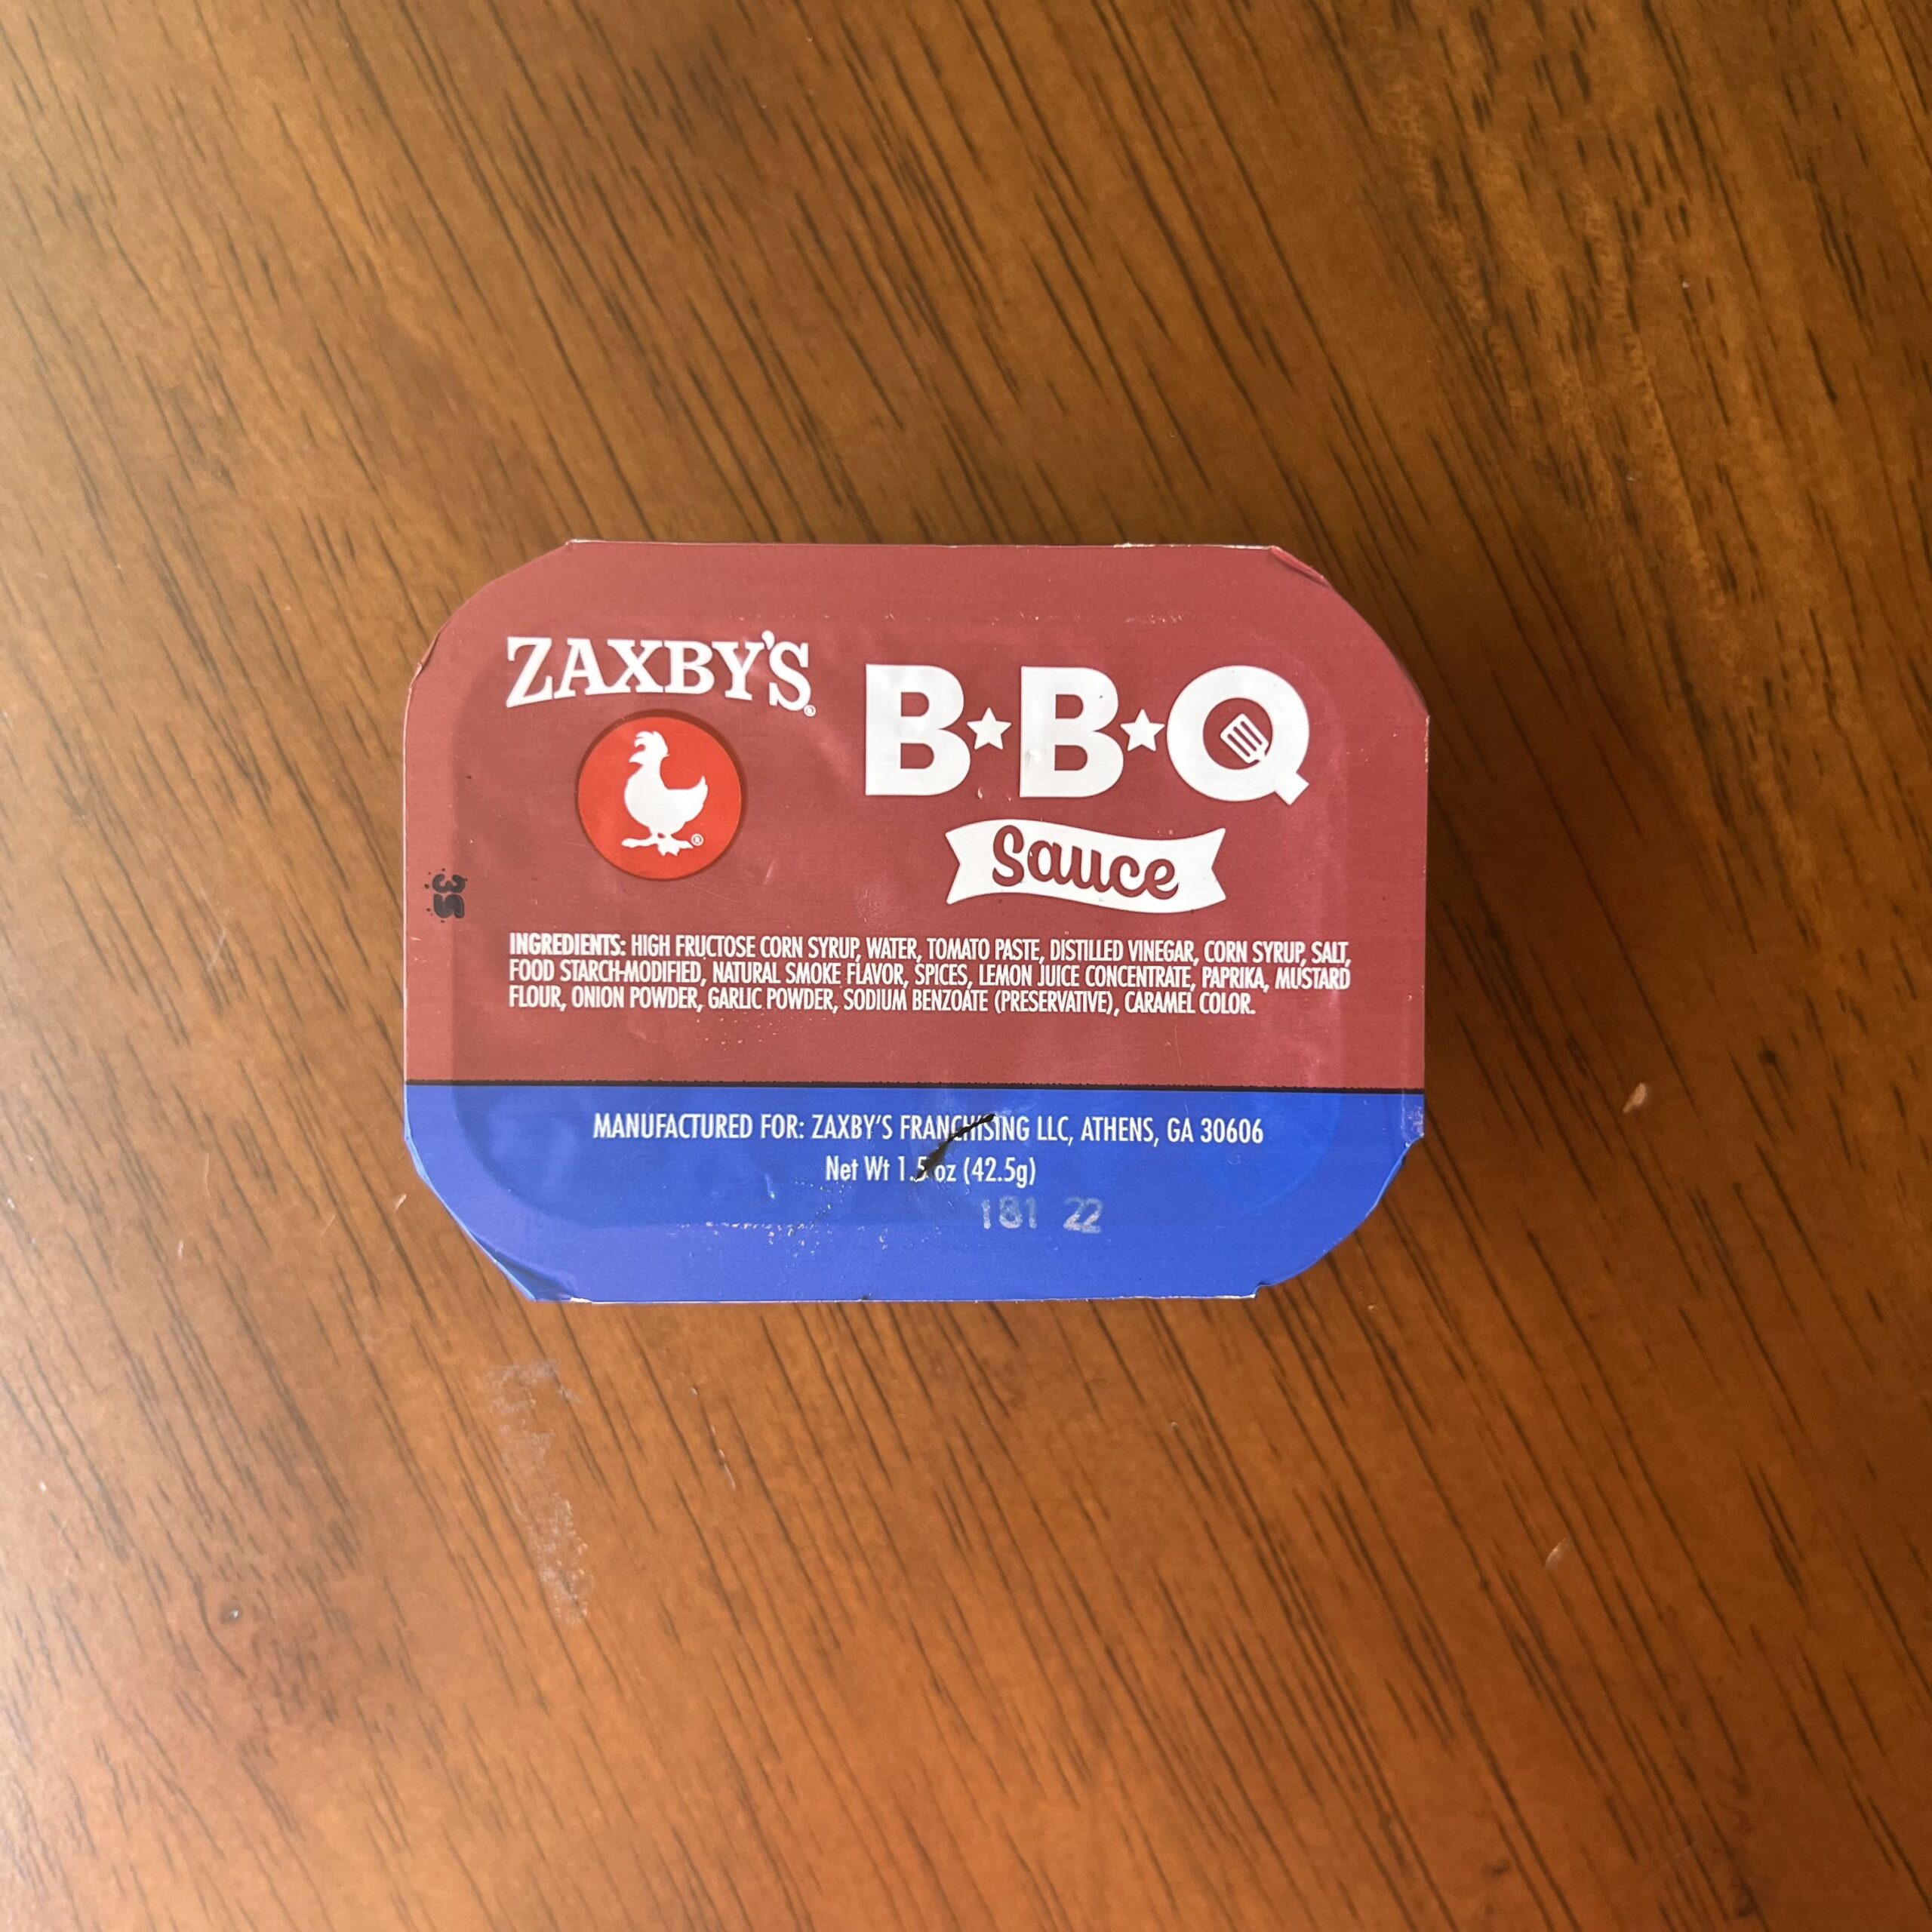 ZAXBY'S®
B★B★Q
Sauce
®
35
INGREDIENTS: HIGH FRUCTOSE CORN SYRUP, WATER, TOMATO PASTE, DISTILLED VINEGAR, CORN SYRUP, SALT,
FOOD STARCH-MODIFIED, NATURAL SMOKE FLAVOR, SPICES, LEMON JUICE CONCENTRATE, PAPRIKA, MUSTARD
FLOUR, ONION POWDER, GARLIC POWDER, SODIUM BENZOATE (PRESERVATIVE), CARAMEL COLOR.
MANUFACTURED FOR: ZAXBY'S FRANCHISING LLC, ATHENS, GA 30606
Net Wt 1.5 oz (42.5g)
181 22